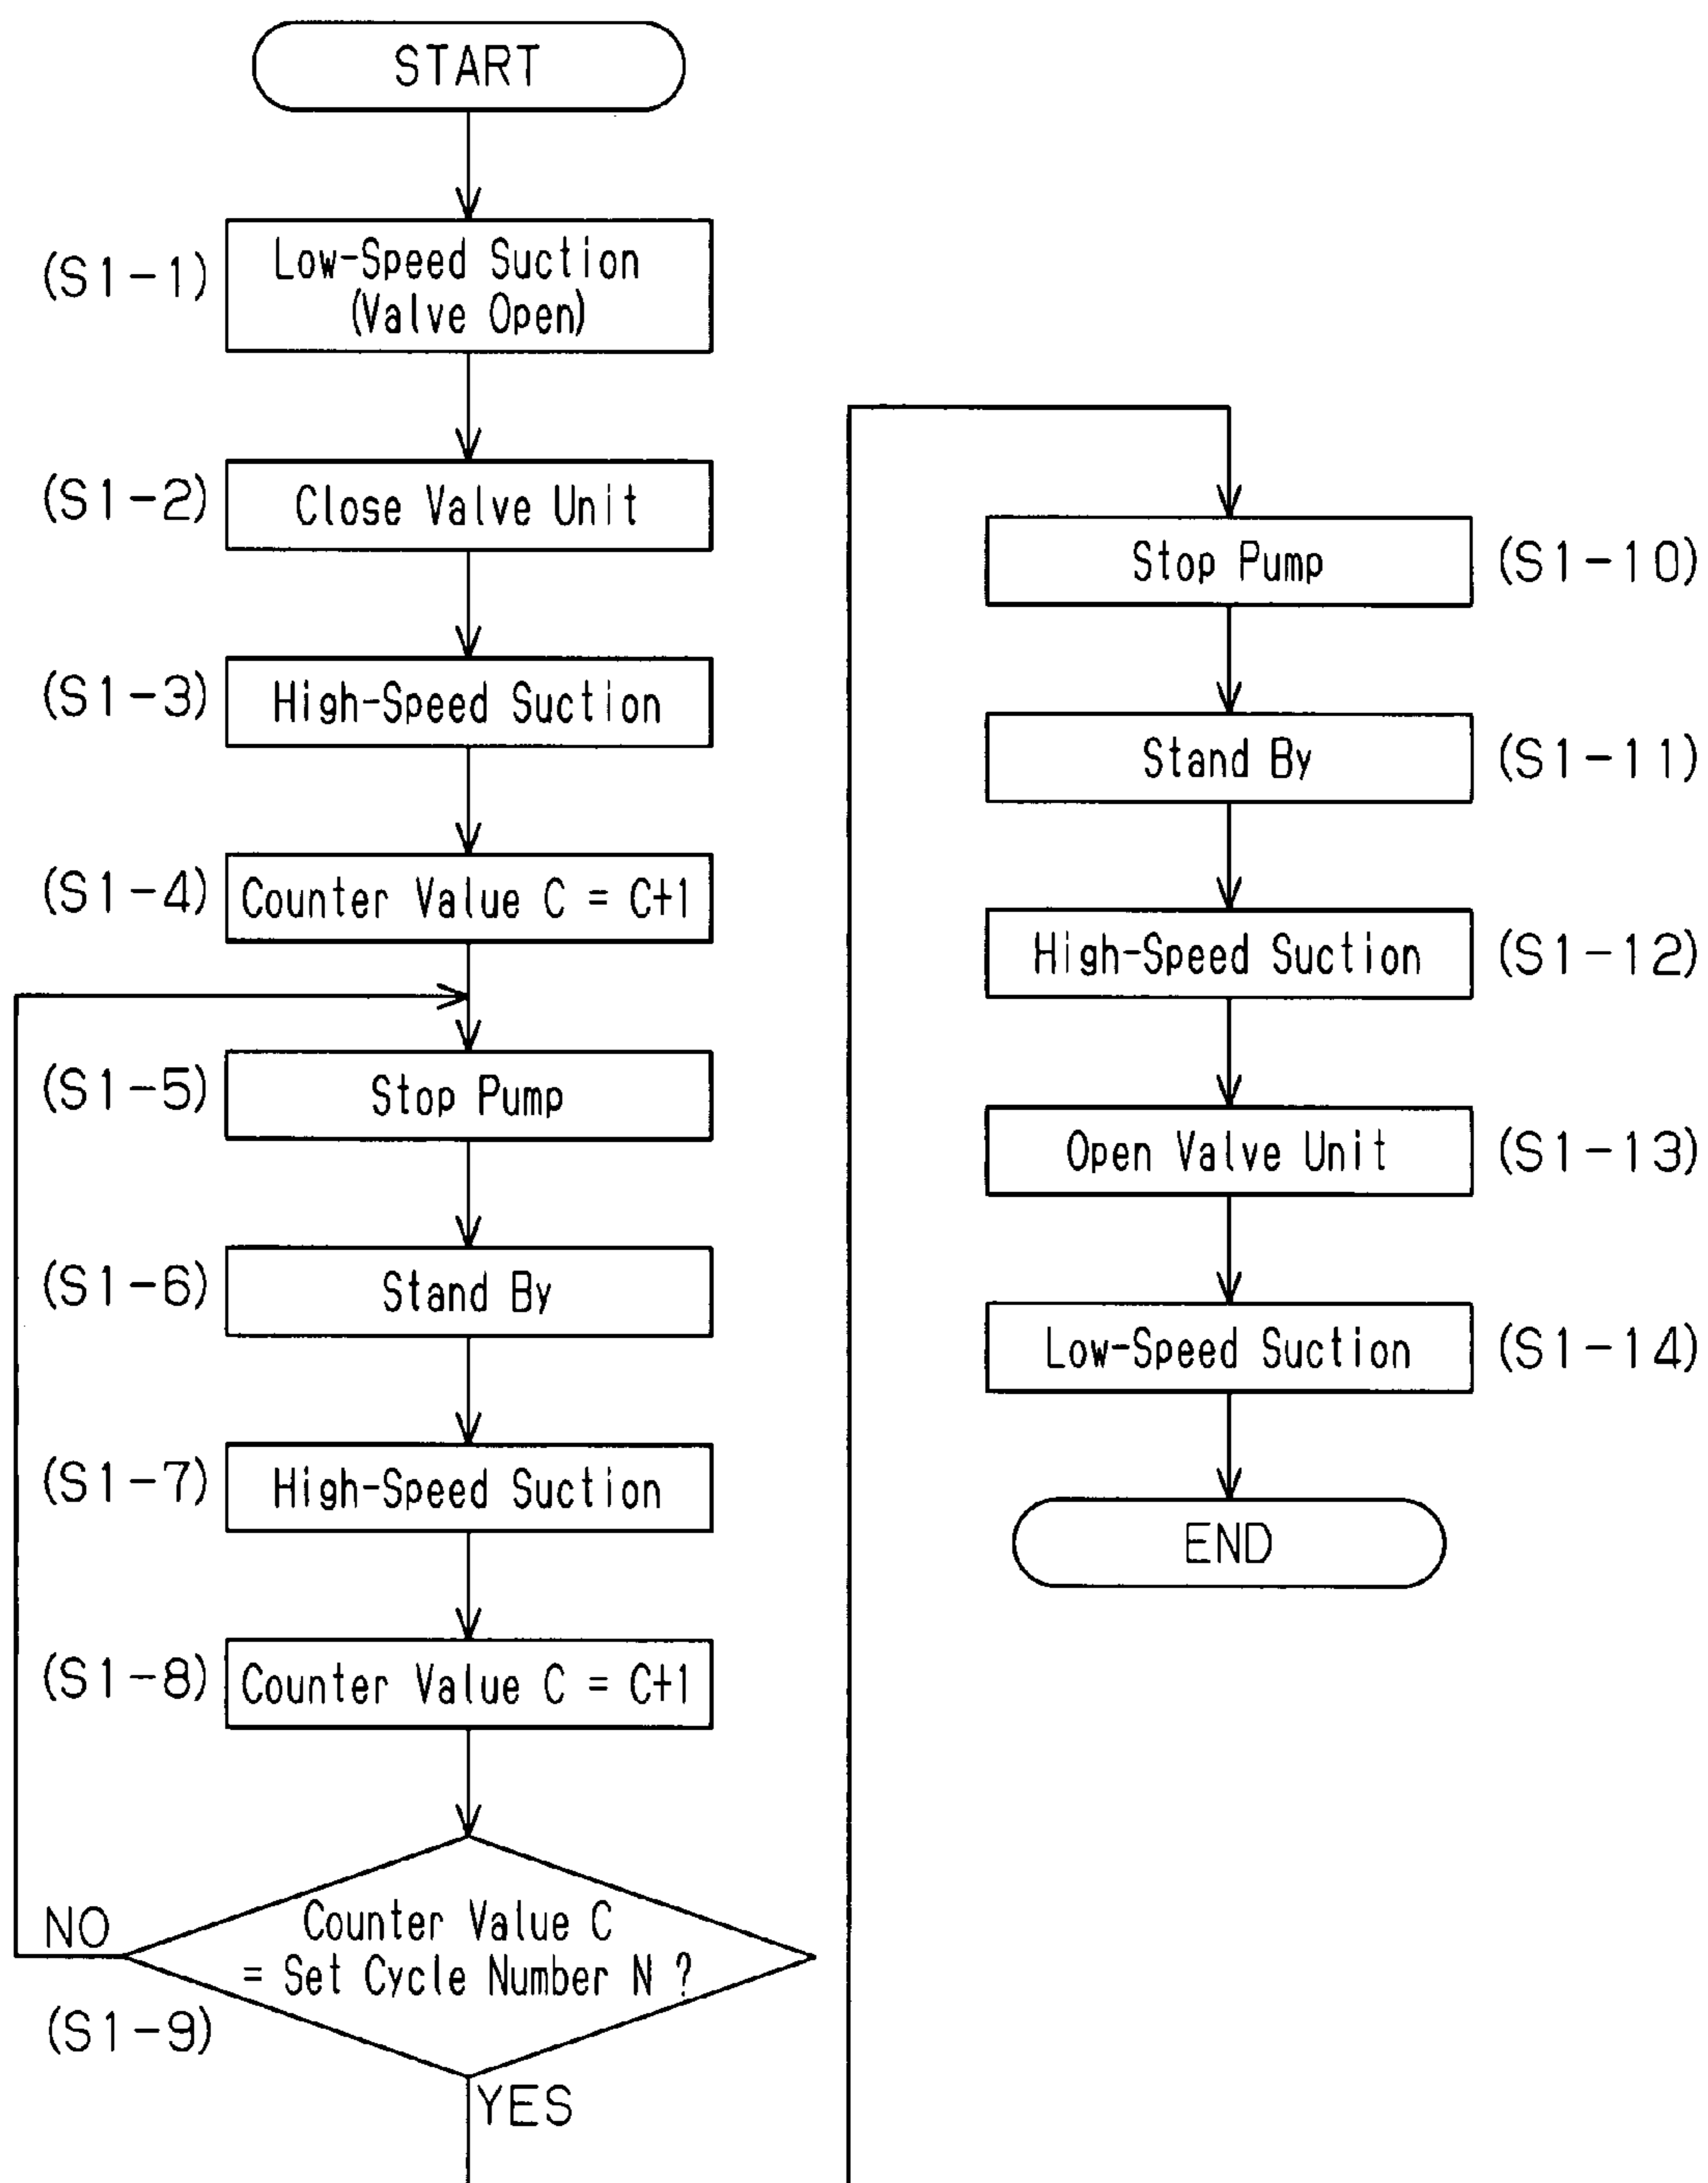 START
(S1-1)
Low-Speed Suction
(Valve Open)
(S1-2)
Close Valve Unit
(S1-3)
High-Speed Suction
(S1-4)
Counter Value C = C+1
(S1-5)
Stop Pump
(S1-6)
Stand By
(S1-7)
High-Speed Suction
(S1-8)
Counter Value C = C+1
NO
Counter Value C
= Set Cycle Number N ?
(S1-9)
YES
Stop Pump
(S1-10)
Stand By
(S1-11)
High-Speed Suction
(S1-12)
Open Valve Unit
(S1-13)
Low-Speed Suction
(S1-14)
END